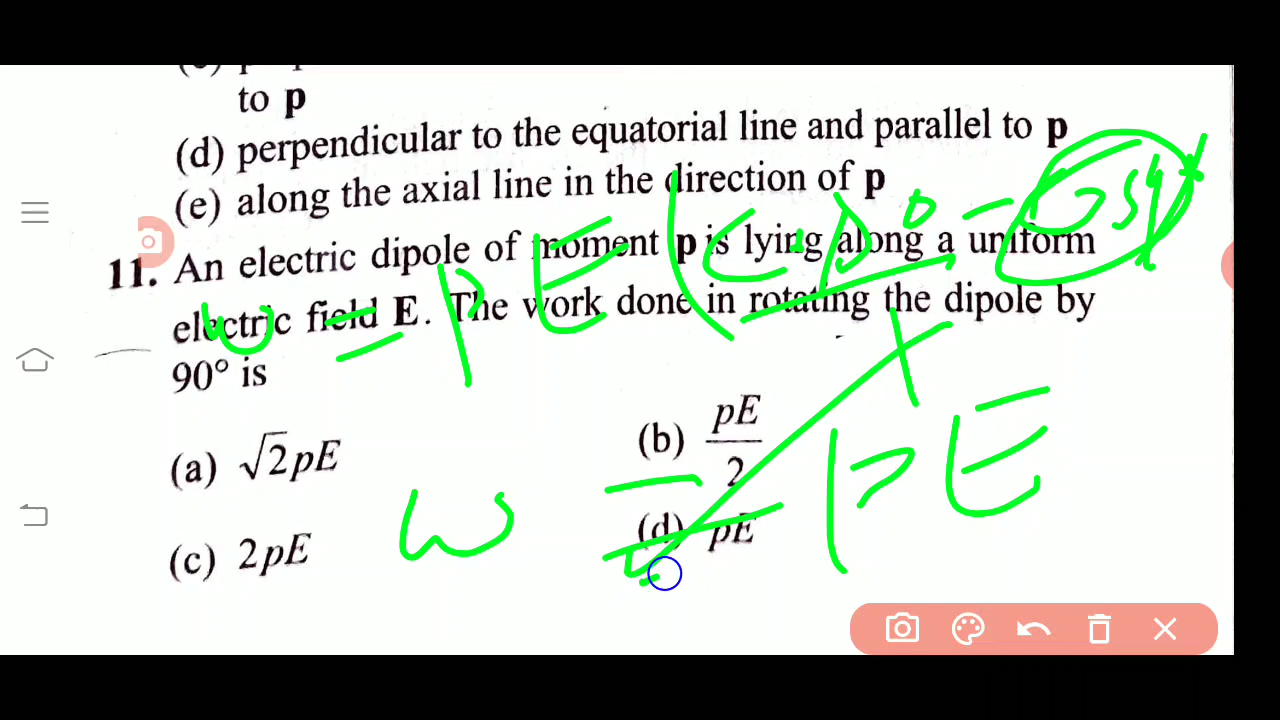 to p
(d) perpendicular to the equatorial line and parallel to p
(e) along the axial line in the direction of p
11. An electric dipole of moment p is lying along a uniform
electric field E. The work done in rotating the dipole by
90° is
(a) √2pE
(b) pE/2
(c) 2pE
(d) pE
W = pE
W = pE